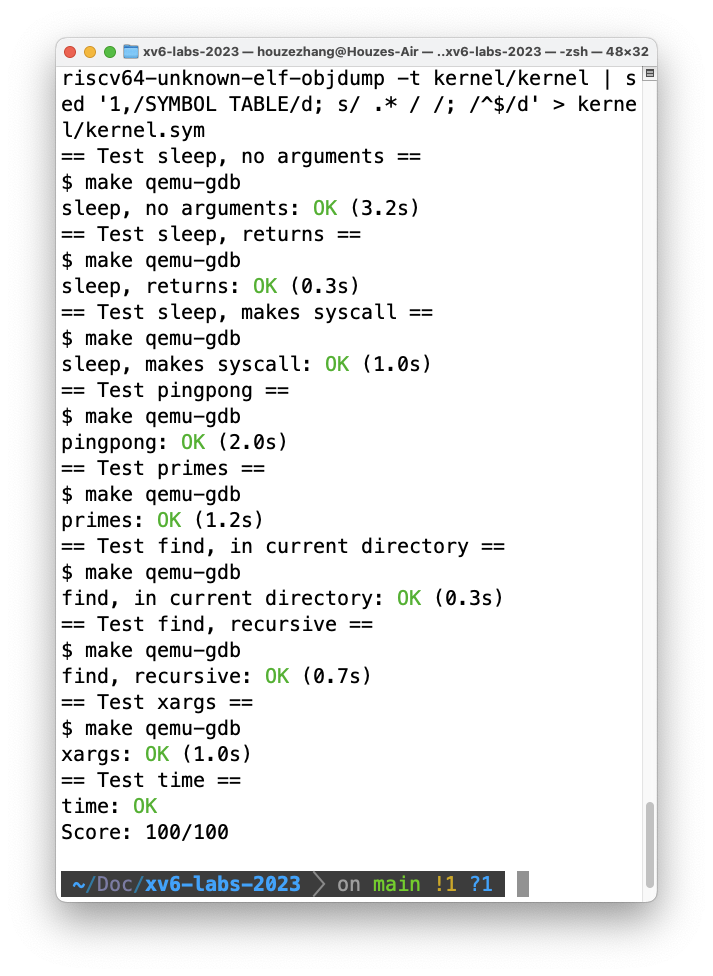 xv6-labs-2023 — houzezhang@Houzes-Air — ..xv6-labs-2023 — -zsh — 48×32
riscv64-unknown-elf-objdump -t kernel/kernel | s
ed '1,/SYMBOL TABLE/d; s/ .* / /; /^$/d' > kerne
l/kernel.sym
== Test sleep, no arguments ==
$ make qemu-gdb
sleep, no arguments: OK (3.2s)
== Test sleep, returns ==
$ make qemu-gdb
sleep, returns: OK (0.3s)
== Test sleep, makes syscall ==
$ make qemu-gdb
sleep, makes syscall: OK (1.0s)
== Test pingpong ==
$ make qemu-gdb
pingpong: OK (2.0s)
== Test primes ==
$ make qemu-gdb
primes: OK (1.2s)
== Test find, in current directory ==
$ make qemu-gdb
find, in current directory: OK (0.3s)
== Test find, recursive ==
$ make qemu-gdb
find, recursive: OK (0.7s)
== Test xargs ==
$ make qemu-gdb
xargs: OK (1.0s)
== Test time ==
time: OK
Score: 100/100
~/Doc/xv6-labs-2023 on main !1 ?1